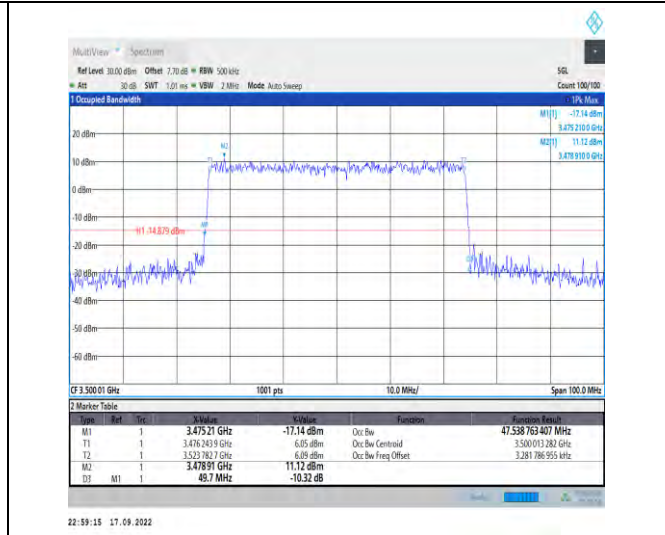 MultiView Spectrum
Ref Level 30.00 dBm Offset 7.70 dB RBW 500 kHz SGL
Att 30 dB SWT 1.01 ms VBW 2 MHz Mode Auto Sweep Count 100/100
1 Occupied Bandwidth 1Pk Max
M1[1] -17.14 dBm
3.475 210 0 GHz
20 dBm
M2[1] 11.12 dBm
3.478 910 0 GHz
M2
10 dBm
0 dBm
-10 dBm
H1 -14.879 dBm
-20 dBm
-30 dBm
-40 dBm
-50 dBm
-60 dBm
CF 3.500 01 GHz 1001 pts 10.0 MHz/ Span 100.0 MHz
2 Marker Table
Type Ref Trc X-Value Y-Value Function Function Result
M1 1 3.475 21 GHz -17.14 dBm Occ Bw 47.538 763 407 MHz
T1 1 3.476 243 9 GHz 6.05 dBm Occ Bw Centroid 3.500 013 282 GHz
T2 1 3.523 782 7 GHz 6.09 dBm Occ Bw Freq Offset 3.281 786 955 kHz
M2 1 3.478 91 GHz 11.12 dBm
D3 M1 1 49.7 MHz -10.32 dB
22:59:15 17.09.2022